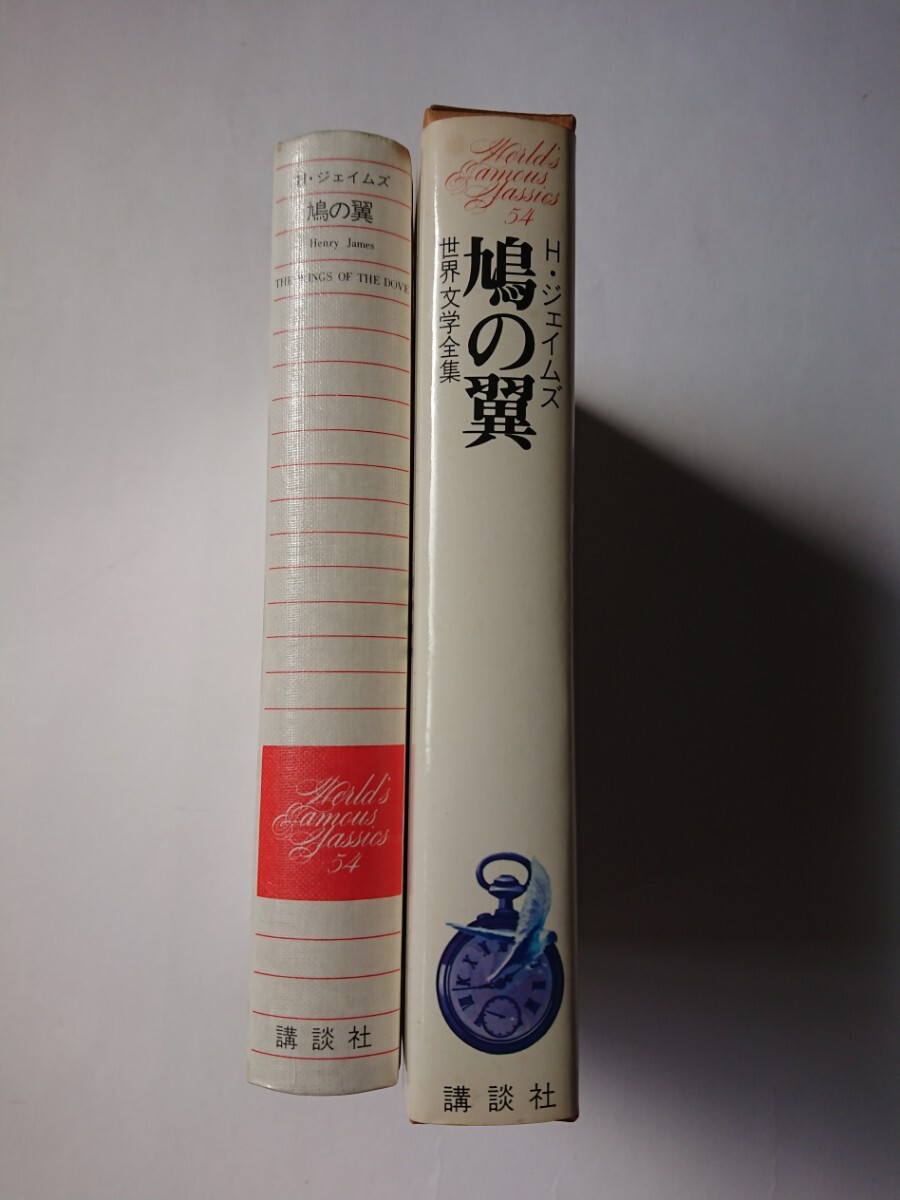 H・ジェイムズ
鳩の翼
Henry James
THE WINGS OF THE DOVE
World's
Famous
Classics
54
講談社
World's
Famous
Classics
54
H・ジェイムズ
鳩の翼
世界文学全集
講談社